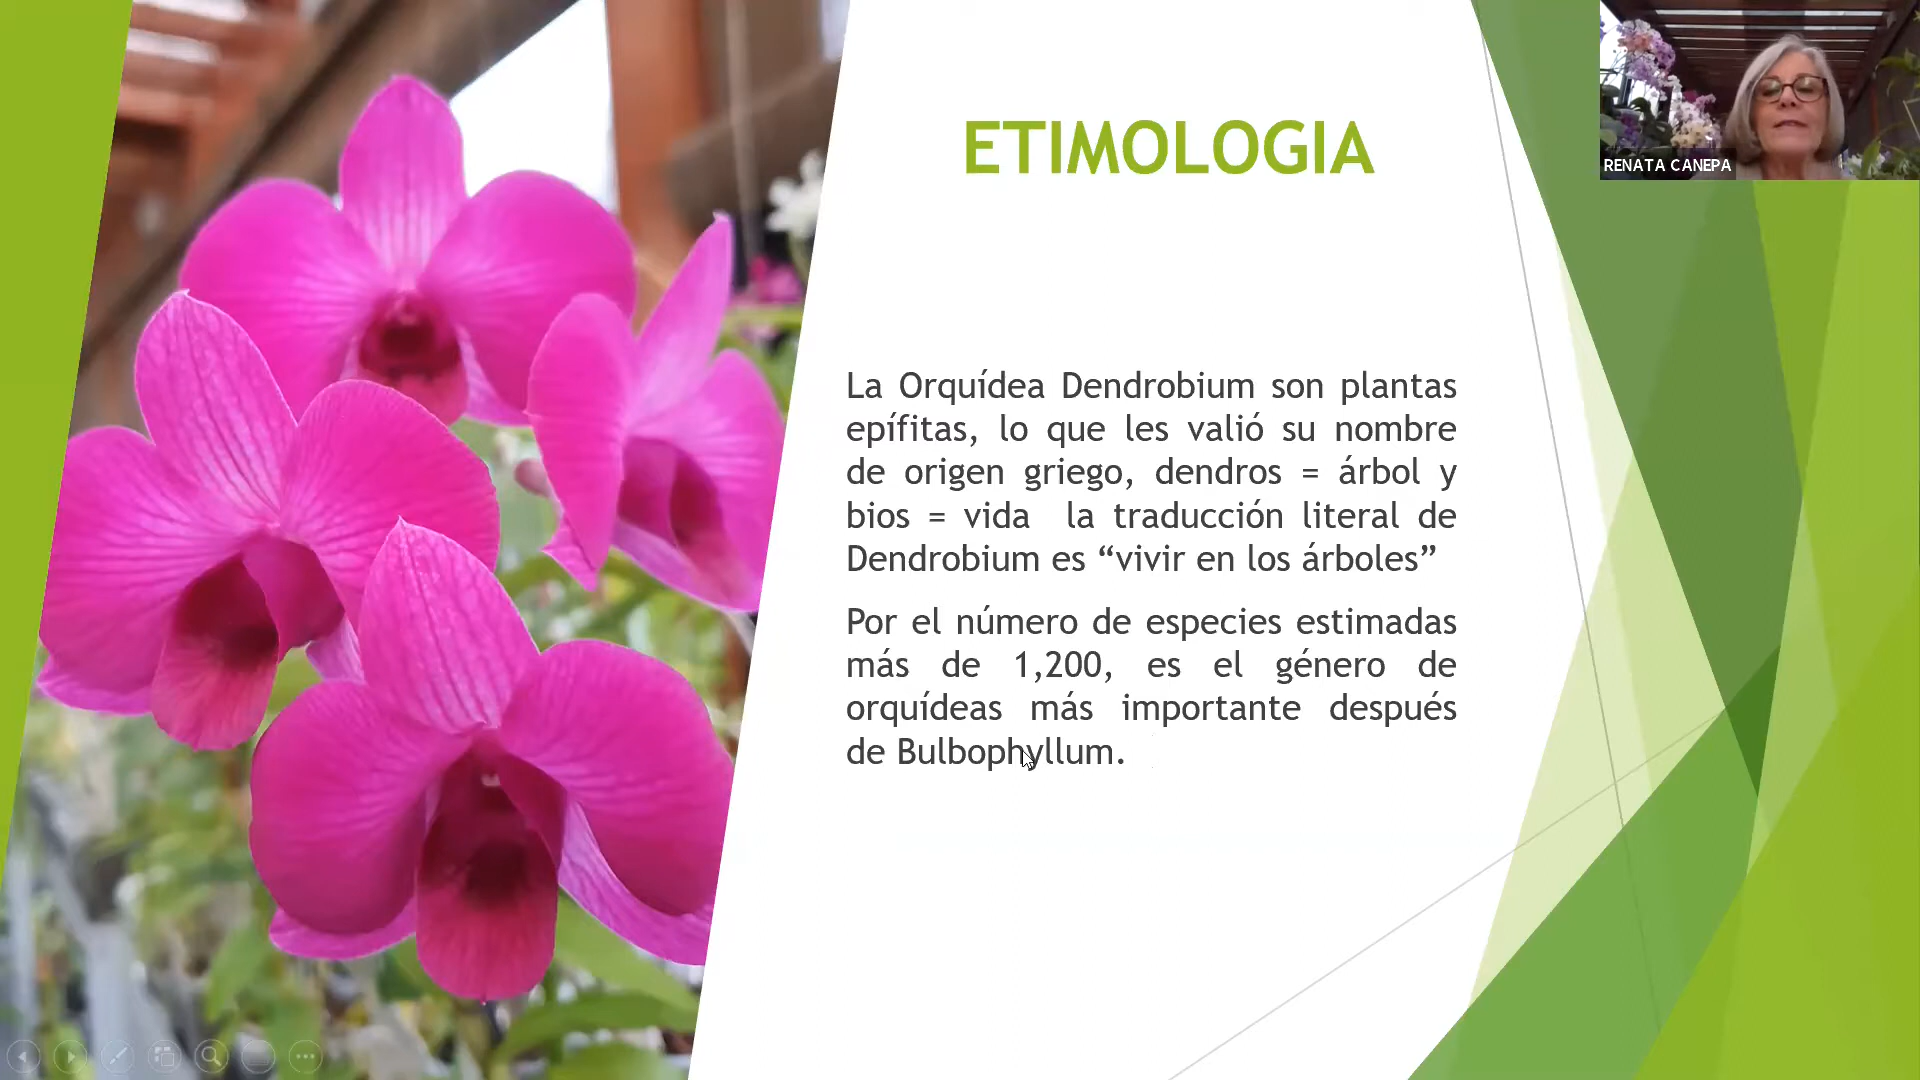 ETIMOLOGIA
RENATA CANEPA
La Orquídea Dendrobium son plantas
epífitas, lo que les valió su nombre
de origen griego, dendros = árbol y
bios = vida  la traducción literal de
Dendrobium es “vivir en los árboles”
Por el número de especies estimadas
más de 1,200, es el género de
orquídeas más importante después
de Bulbophyllum.